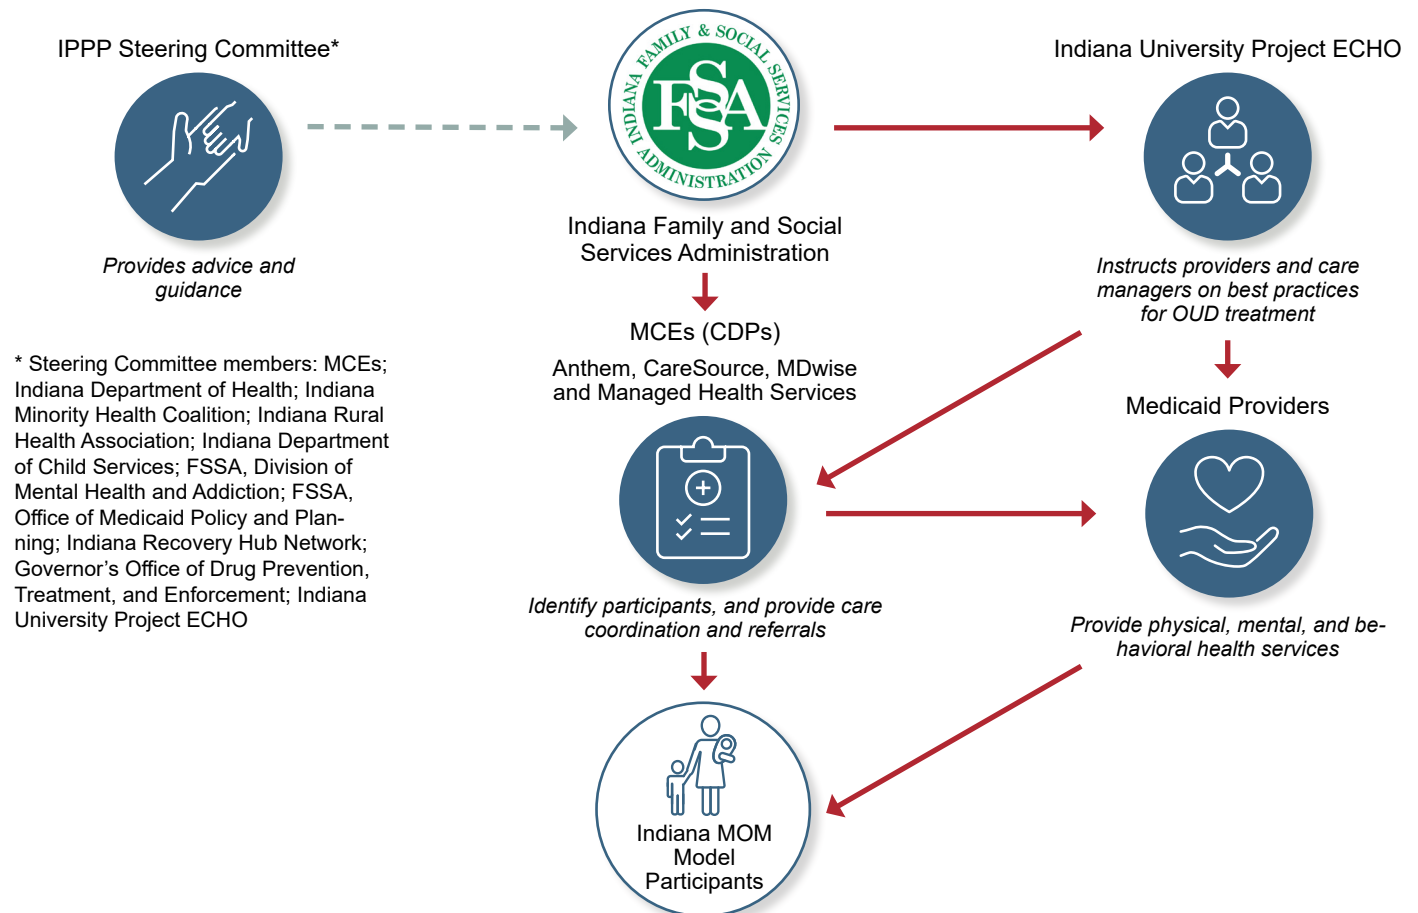 IPPP Steering Committee*
Provides advice and
guidance
* Steering Committee members: MCEs;
Indiana Department of Health; Indiana
Minority Health Coalition; Indiana Rural
Health Association; Indiana Department
of Child Services; FSSA, Division of
Mental Health and Addiction; FSSA,
Office of Medicaid Policy and Plan-
ning; Indiana Recovery Hub Network;
Governor's Office of Drug Prevention,
Treatment, and Enforcement; Indiana
University Project ECHO
INDIANA FAMILY & SOCIAL SERVICES ADMINISTRATION
FSSA
Indiana Family and Social
Services Administration
MCEs (CDPs)
Anthem, CareSource, MDwise
and Managed Health Services
Identify participants, and provide care
coordination and referrals
Indiana MOM
Model
Participants
Indiana University Project ECHO
Instructs providers and care
managers on best practices
for OUD treatment
Medicaid Providers
Provide physical, mental, and be-
havioral health services